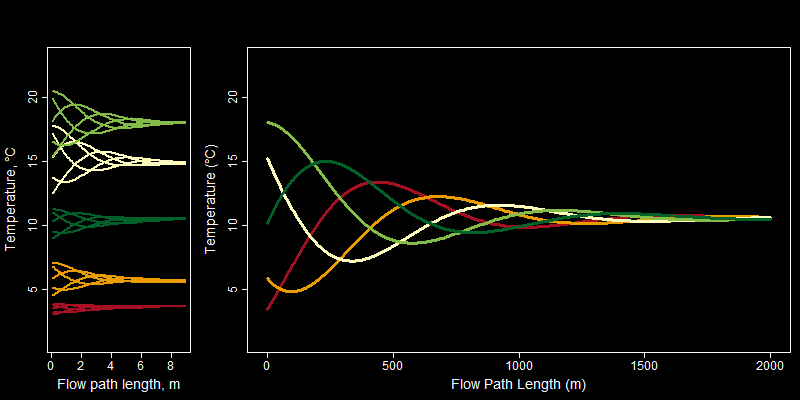 Temperature, °C
20
15
10
5
0 2 4 6 8
Flow path length, m
Temperature (°C)
20
15
10
5
0 500 1000 1500 2000
Flow Path Length (m)